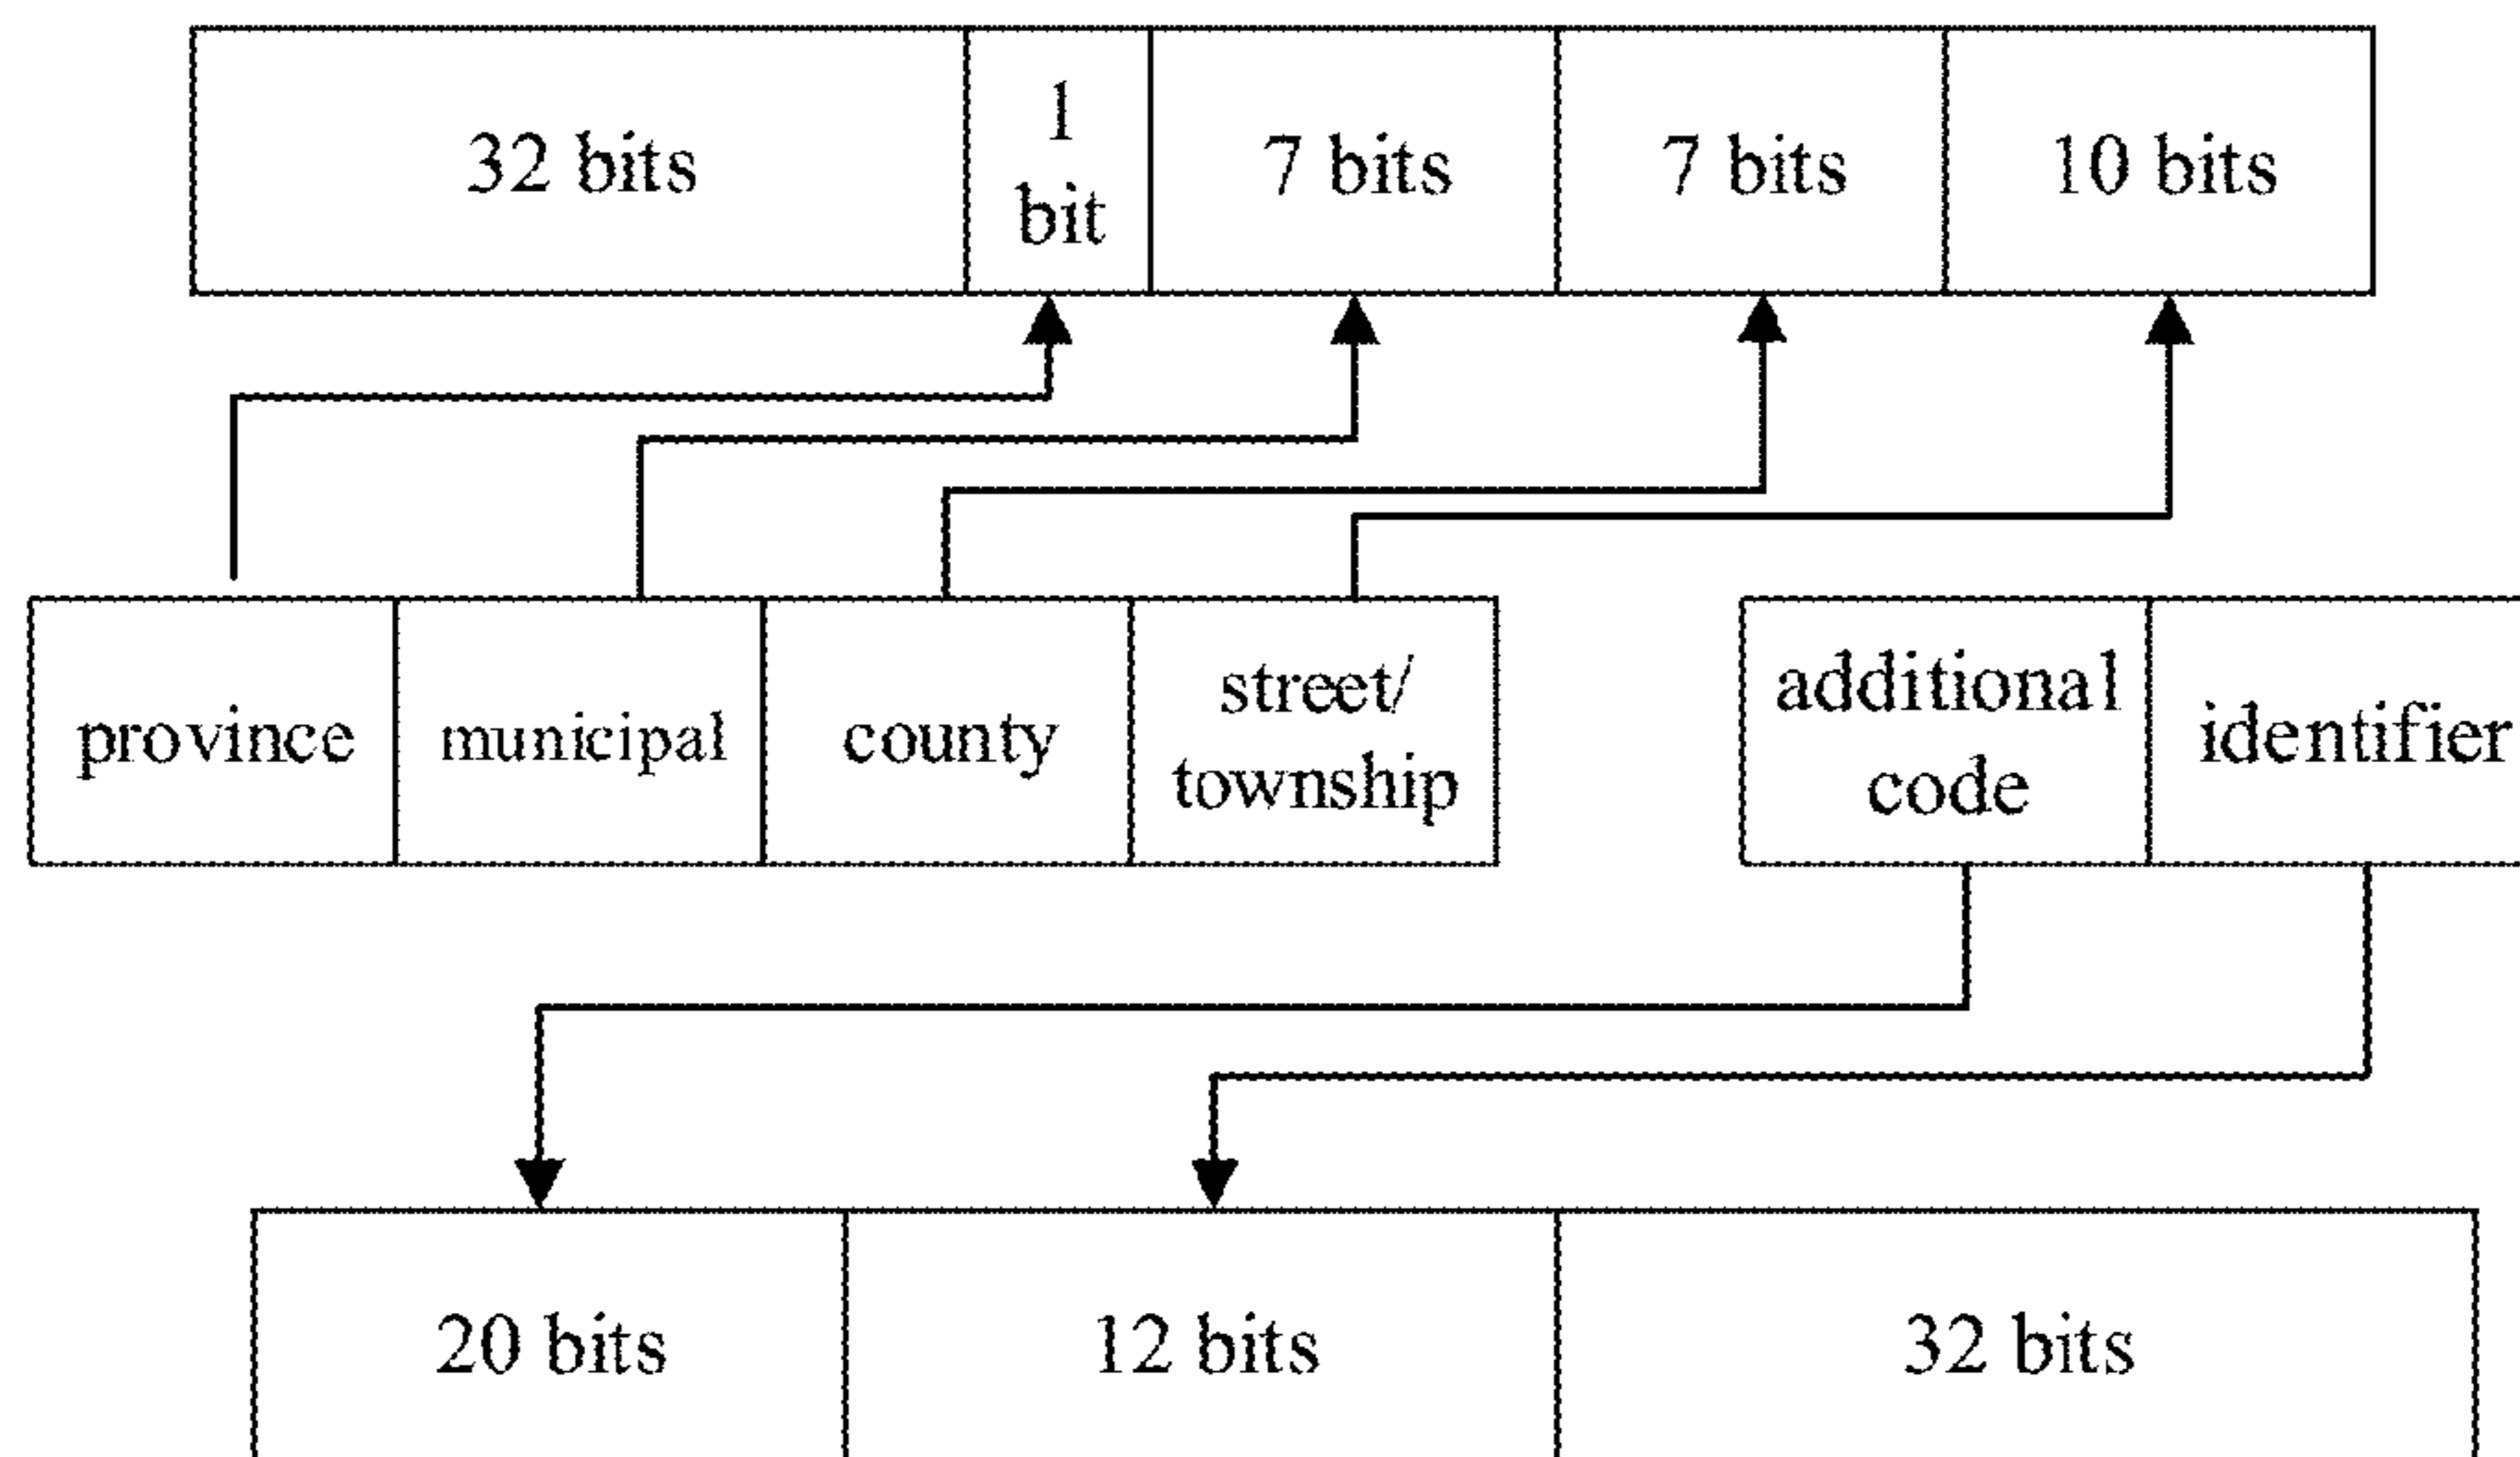 32 bits
1
bit
7 bits
7 bits
10 bits
province
municipal
county
street/
township
additional
code
identifier
20 bits
12 bits
32 bits